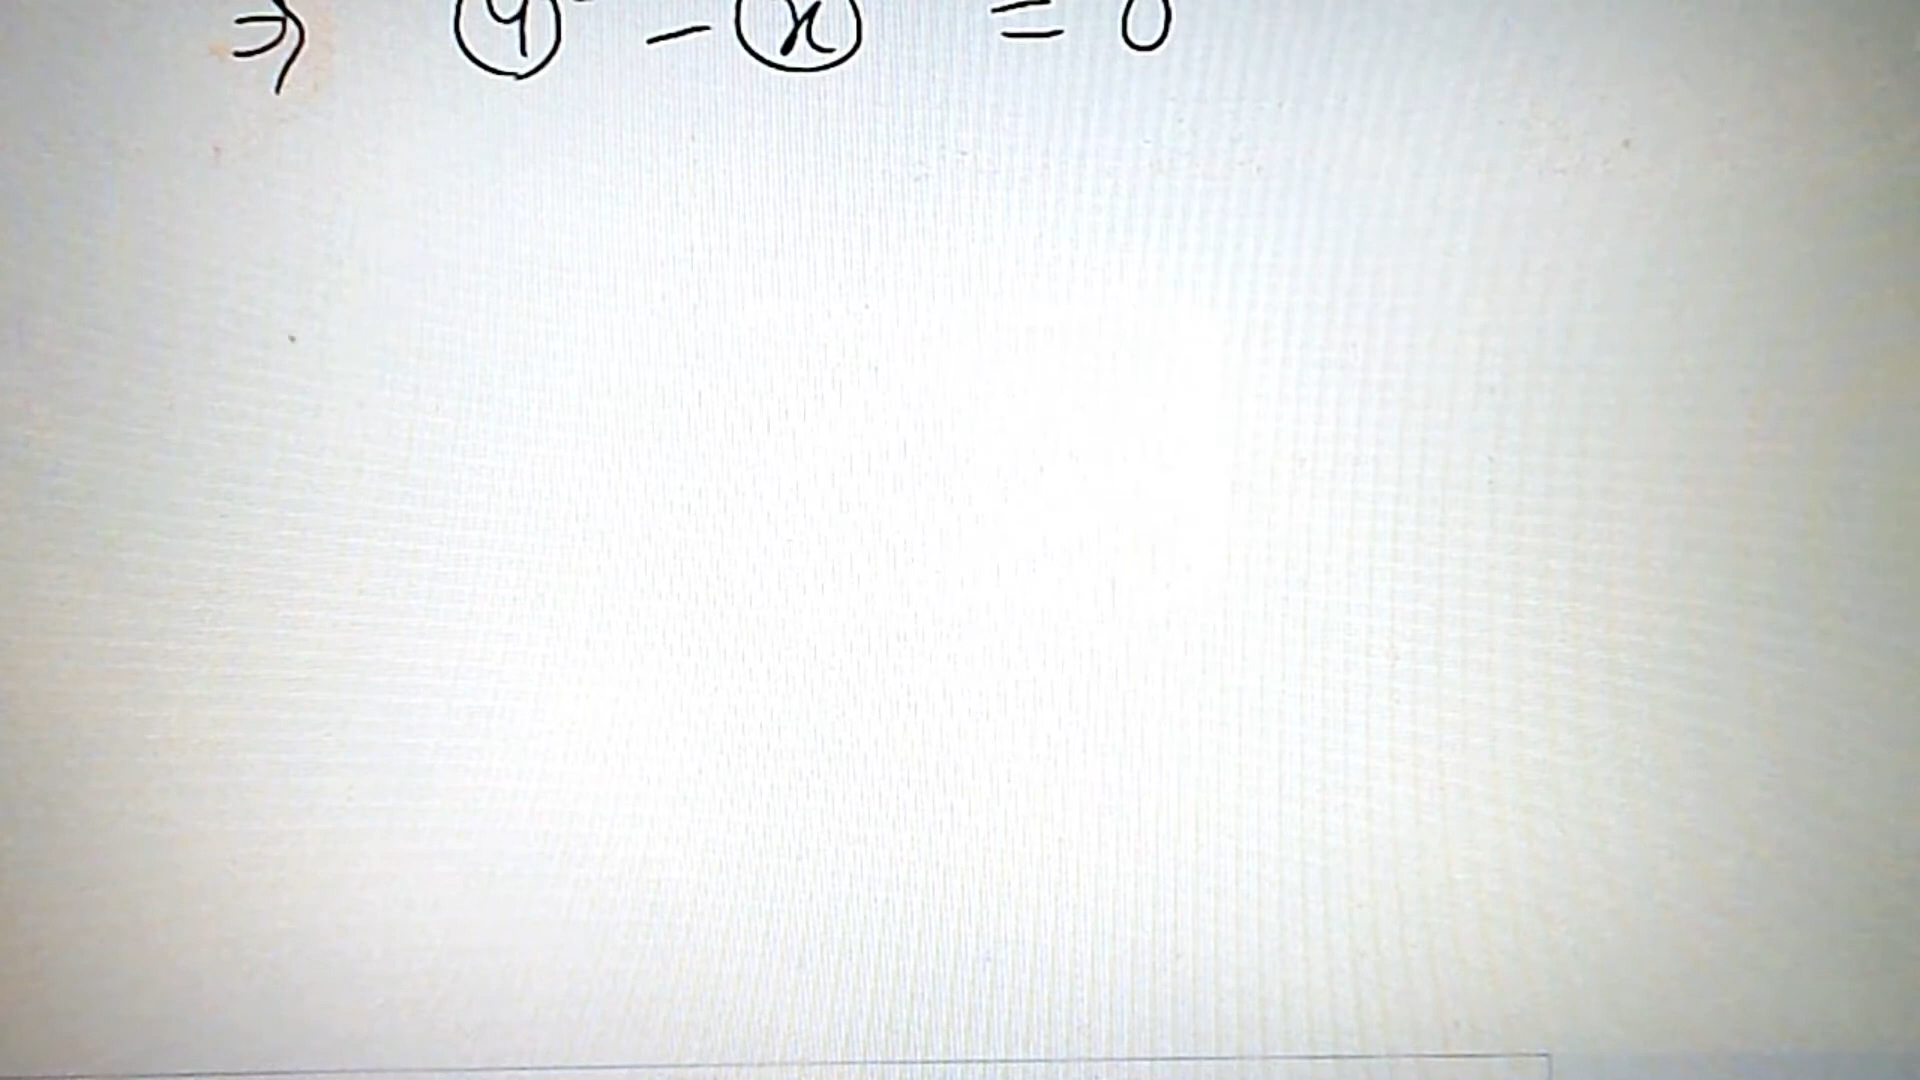 ⇒ y - x = 0